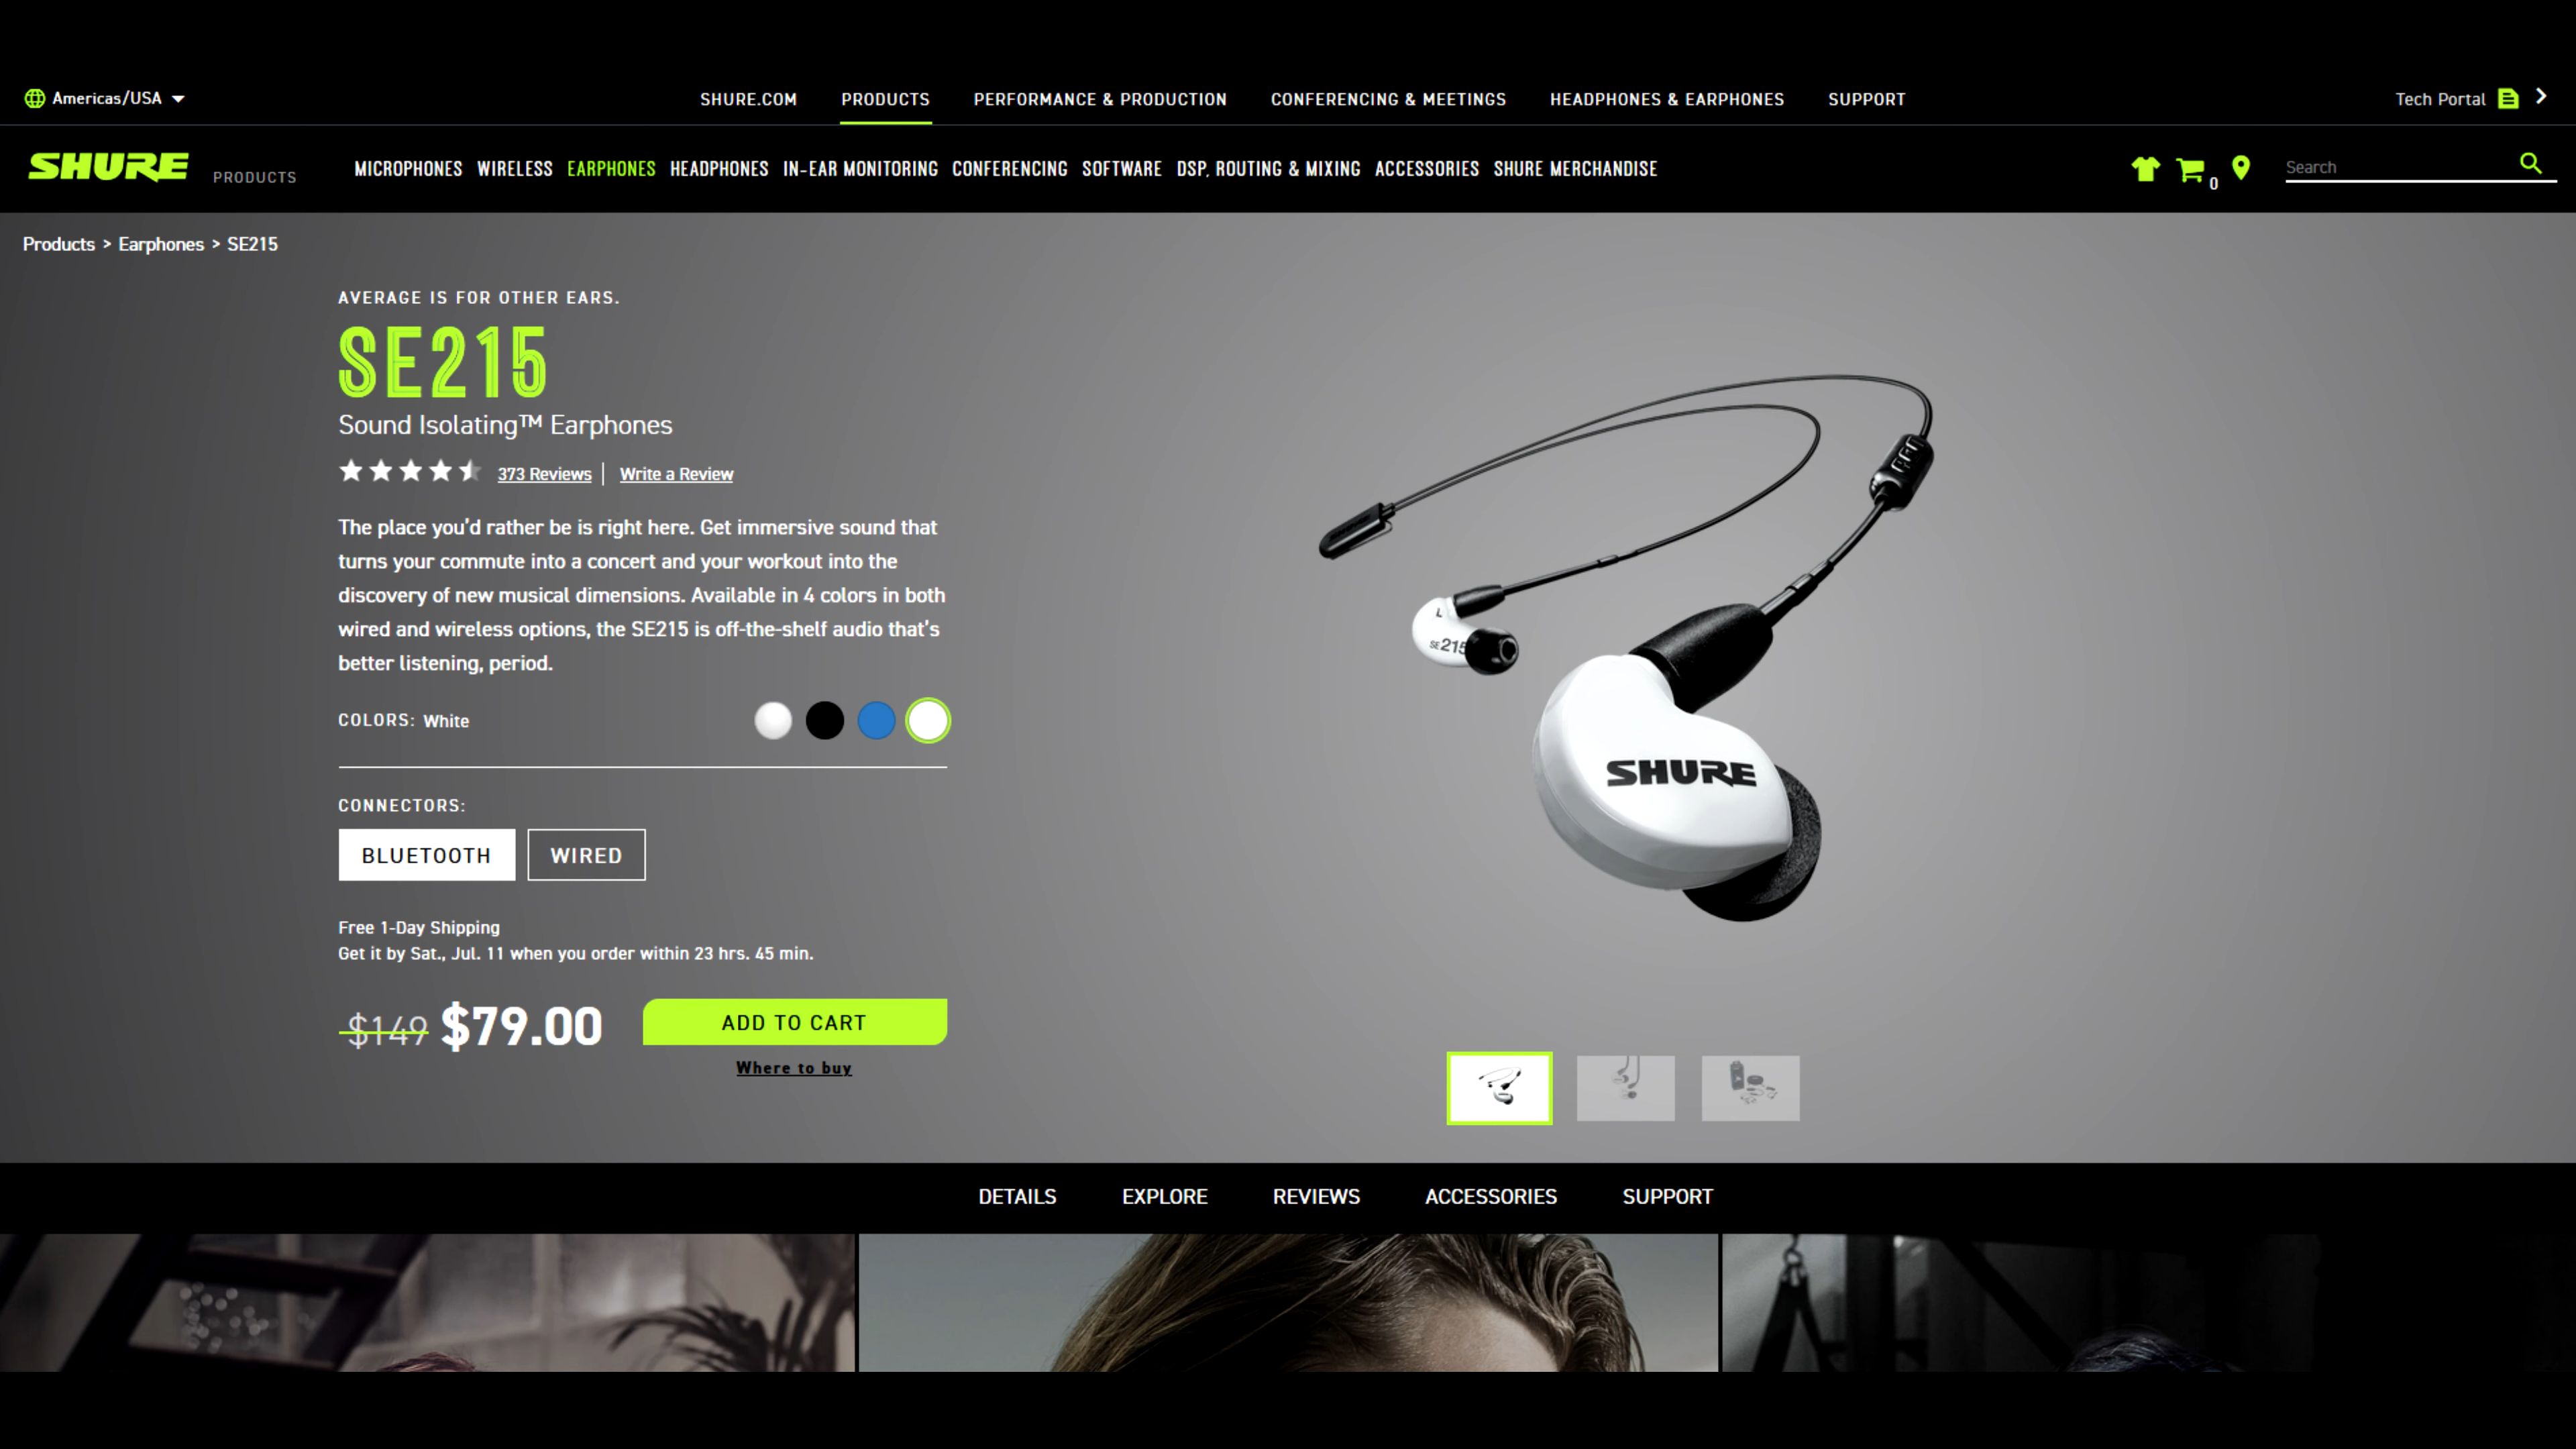 Americas/USA
SHURE.COM
PRODUCTS
PERFORMANCE & PRODUCTION
CONFERENCING & MEETINGS
HEADPHONES & EARPHONES
SUPPORT
Tech Portal
SHURE
PRODUCTS
MICROPHONES
WIRELESS
EARPHONES
HEADPHONES
IN-EAR MONITORING
CONFERENCING
SOFTWARE
DSP, ROUTING & MIXING
ACCESSORIES
SHURE MERCHANDISE
0
Search
Products > Earphones > SE215
AVERAGE IS FOR OTHER EARS.
SE215
Sound Isolating™ Earphones
373 Reviews
Write a Review
The place you'd rather be is right here. Get immersive sound that
turns your commute into a concert and your workout into the
discovery of new musical dimensions. Available in 4 colors in both
wired and wireless options, the SE215 is off-the-shelf audio that's
better listening, period.
COLORS: White
CONNECTORS:
BLUETOOTH
WIRED
Free 1-Day Shipping
Get it by Sat., Jul. 11 when you order within 23 hrs. 45 min.
$149 $79.00
ADD TO CART
Where to buy
L
SE215
SHURE
DETAILS
EXPLORE
REVIEWS
ACCESSORIES
SUPPORT